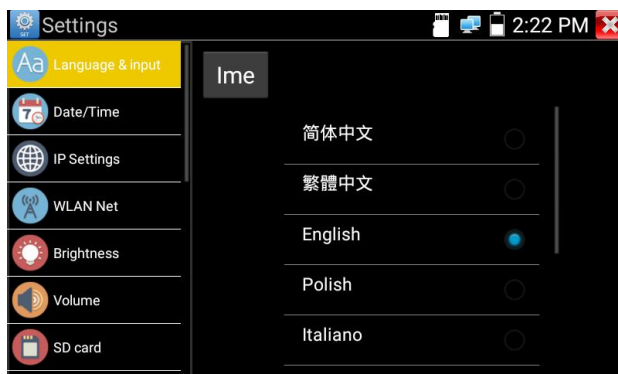 Settings
2:22 PM
Language & input
Date/Time
IP Settings
WLAN Net
Brightness
Volume
SD card
Ime
简体中文
繁體中文
English
Polish
Italiano